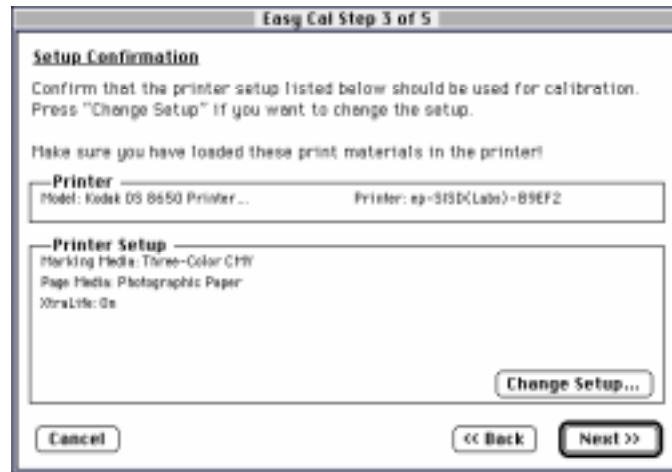 Easy Cal Step 3 of 5
Setup Confirmation
Confirm that the printer setup listed below should be used for calibration.
Press "Change Setup" if you want to change the setup.
Make sure you have loaded these print materials in the printer!
Printer
Model: Kodak DS 8650 Printer... Printer: ep-SISD(Labs)-B9EF2
Printer Setup
Marking Media: Three-Color CMY
Page Media: Photographic Paper
XtraLife: On
Change Setup...
Cancel << Back Next >>